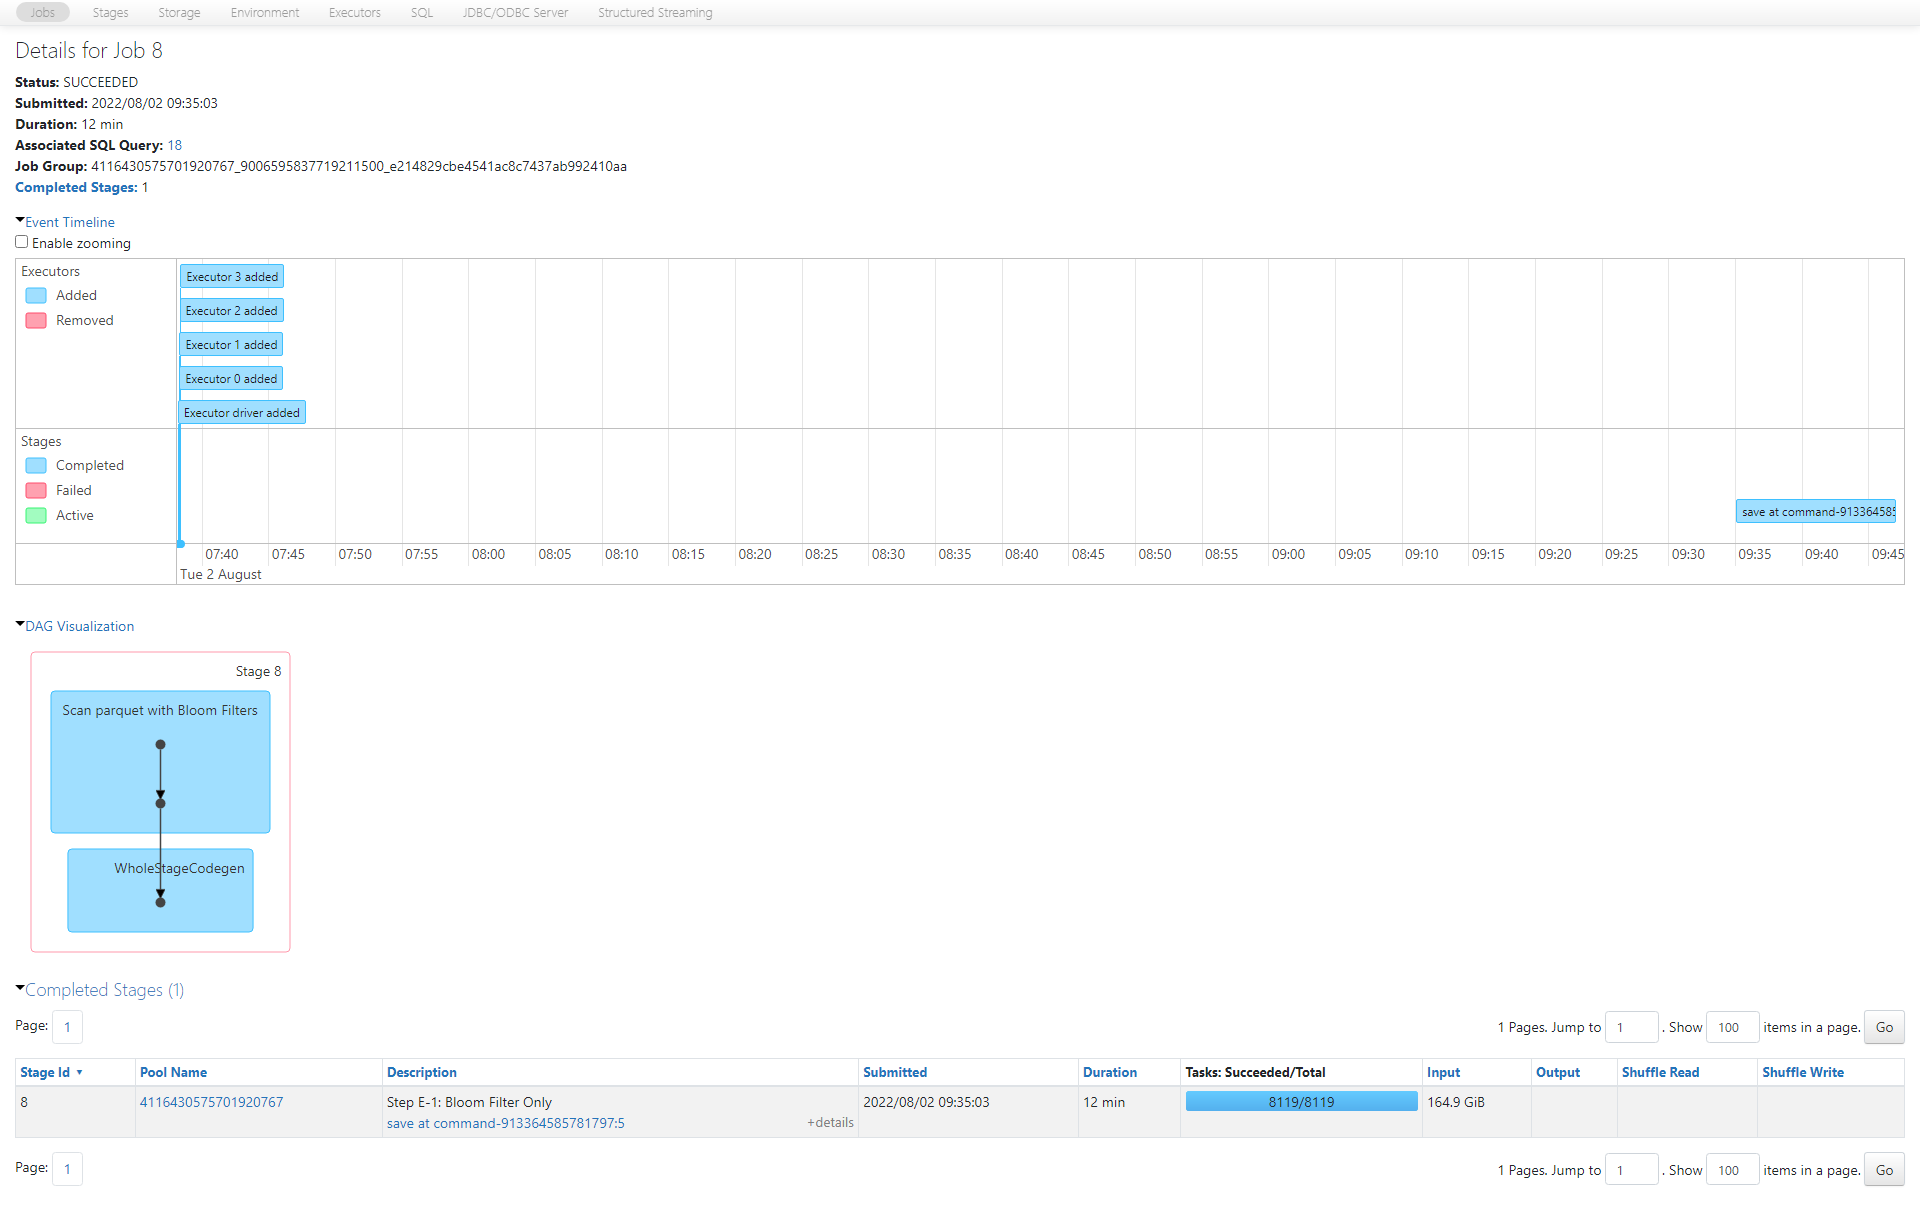 Jobs Stages Storage Environment Executors SQL JDBC/ODBC Server Structured Streaming
Details for Job 8
Status: SUCCEEDED
Submitted: 2022/08/02 09:35:03
Duration: 12 min
Associated SQL Query: 18
Job Group: 4116430575701920767_9006595837719211500_e214829cbe4541ac8c7437ab992410aa
Completed Stages: 1
Event Timeline
Enable zooming
Executors
Added
Removed
Executor 3 added
Executor 2 added
Executor 1 added
Executor 0 added
Executor driver added
Stages
Completed
Failed
Active
save at command-913364585
07:40 07:45 07:50 07:55 08:00 08:05 08:10 08:15 08:20 08:25 08:30 08:35 08:40 08:45 08:50 08:55 09:00 09:05 09:10 09:15 09:20 09:25 09:30 09:35 09:40 09:45
Tue 2 August
DAG Visualization
Stage 8
Scan parquet with Bloom Filters
WholeStageCodegen
Completed Stages (1)
Page: 1 1 Pages. Jump to 1 . Show 100 items in a page. Go
Stage Id Pool Name Description Submitted Duration Tasks: Succeeded/Total Input Output Shuffle Read Shuffle Write
8 4116430575701920767 Step E-1: Bloom Filter Only 2022/08/02 09:35:03 12 min 8119/8119 164.9 GiB
save at command-913364585781797:5 +details
Page: 1 1 Pages. Jump to 1 . Show 100 items in a page. Go